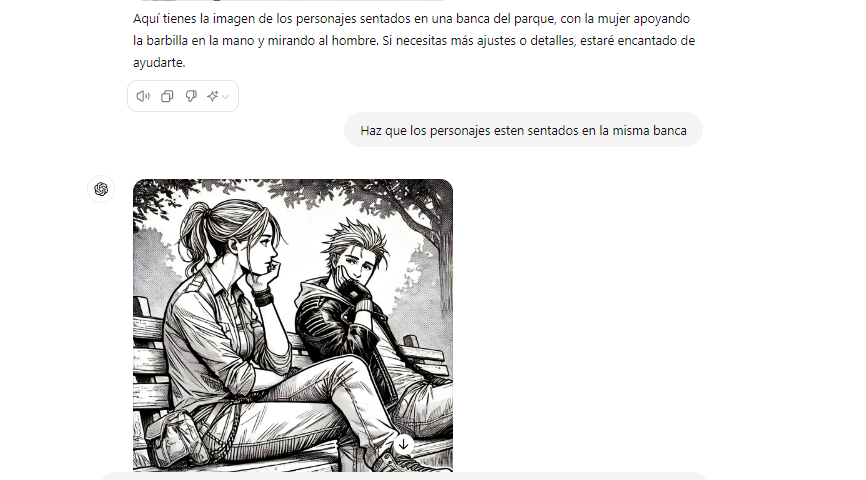 Aquí tienes la imagen de los personajes sentados en una banca del parque, con la mujer apoyando
la barbilla en la mano y mirando al hombre. Si necesitas más ajustes o detalles, estaré encantado de
ayudarte.
Haz que los personajes esten sentados en la misma banca